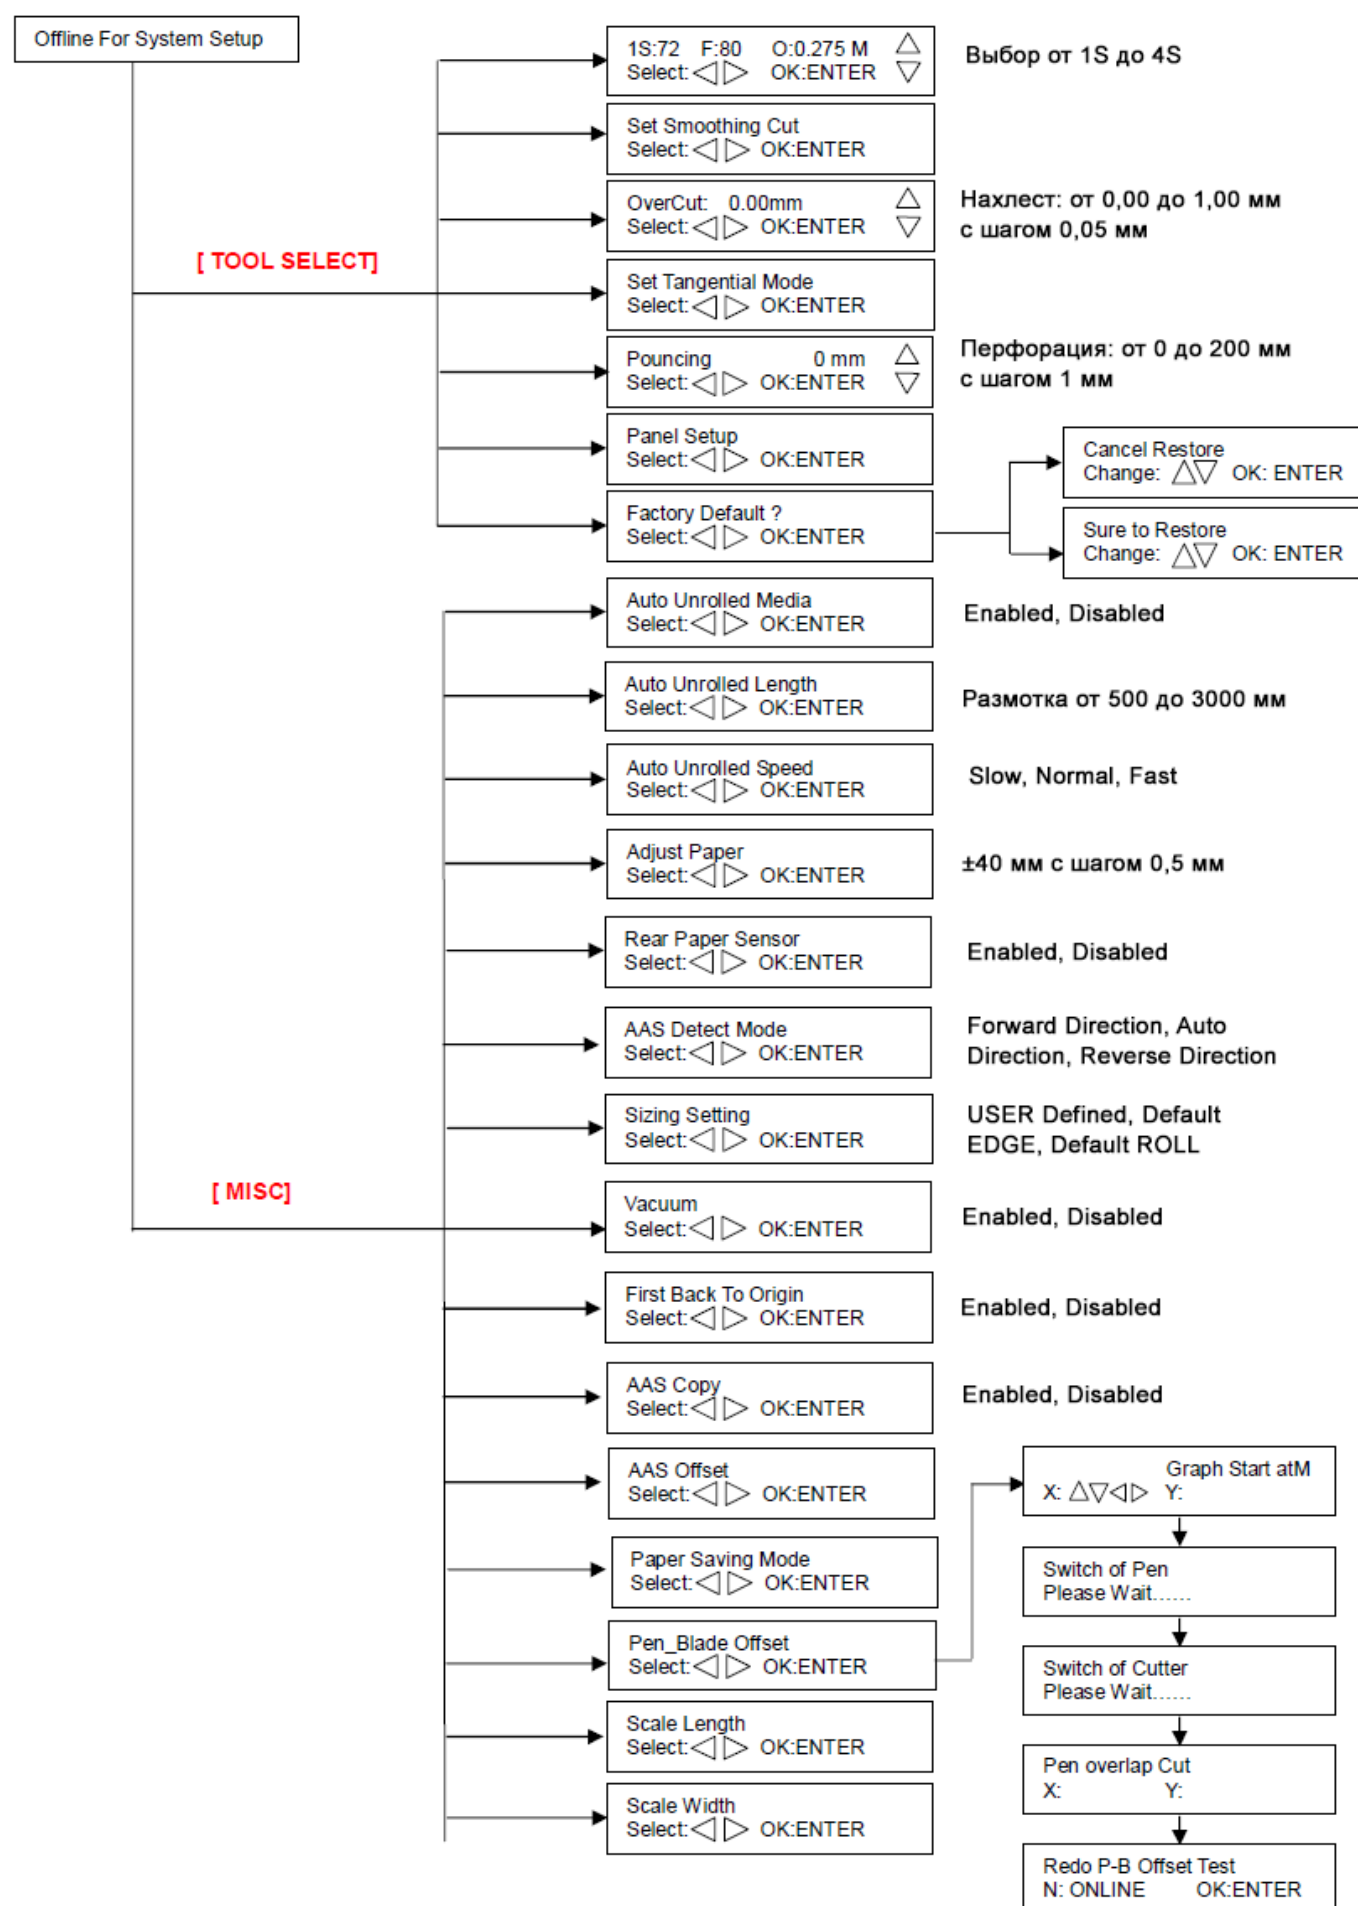 Offline For System Setup
1S:72 F:80 O:0.275 M
Select: OK:ENTER
Выбор от 1S до 4S
Set Smoothing Cut
Select: OK:ENTER
OverCut: 0.00mm
Select: OK:ENTER
Нахлест: от 0,00 до 1,00 мм
с шагом 0,05 мм
[ TOOL SELECT]
Set Tangential Mode
Select: OK:ENTER
Pouncing 0 mm
Select: OK:ENTER
Перфорация: от 0 до 200 мм
с шагом 1 мм
Panel Setup
Select: OK:ENTER
Cancel Restore
Change: OK: ENTER
Factory Default ?
Select: OK:ENTER
Sure to Restore
Change: OK: ENTER
Auto Unrolled Media
Select: OK:ENTER
Enabled, Disabled
Auto Unrolled Length
Select: OK:ENTER
Размотка от 500 до 3000 мм
Auto Unrolled Speed
Select: OK:ENTER
Slow, Normal, Fast
Adjust Paper
Select: OK:ENTER
±40 мм с шагом 0,5 мм
Rear Paper Sensor
Select: OK:ENTER
Enabled, Disabled
AAS Detect Mode
Select: OK:ENTER
Forward Direction, Auto
Direction, Reverse Direction
Sizing Setting
Select: OK:ENTER
USER Defined, Default
EDGE, Default ROLL
[ MISC]
Vacuum
Select: OK:ENTER
Enabled, Disabled
First Back To Origin
Select: OK:ENTER
Enabled, Disabled
AAS Copy
Select: OK:ENTER
Enabled, Disabled
AAS Offset
Select: OK:ENTER
Graph Start atM
X: Y:
Paper Saving Mode
Select: OK:ENTER
Switch of Pen
Please Wait......
Pen_Blade Offset
Select: OK:ENTER
Switch of Cutter
Please Wait......
Scale Length
Select: OK:ENTER
Pen overlap Cut
X: Y:
Scale Width
Select: OK:ENTER
Redo P-B Offset Test
N: ONLINE OK:ENTER